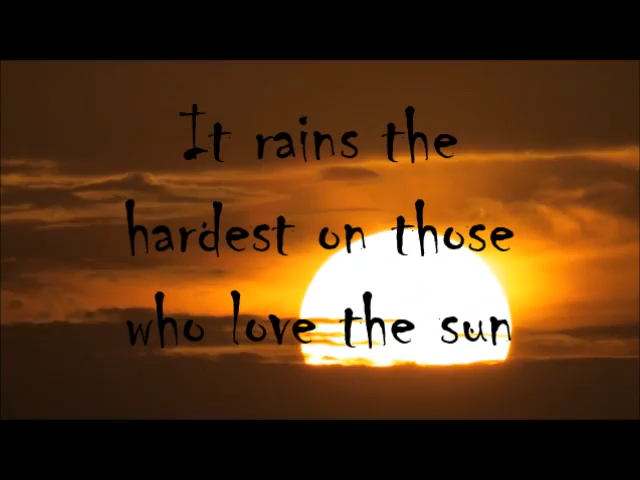 It rains the
hardest on those
who love the sun